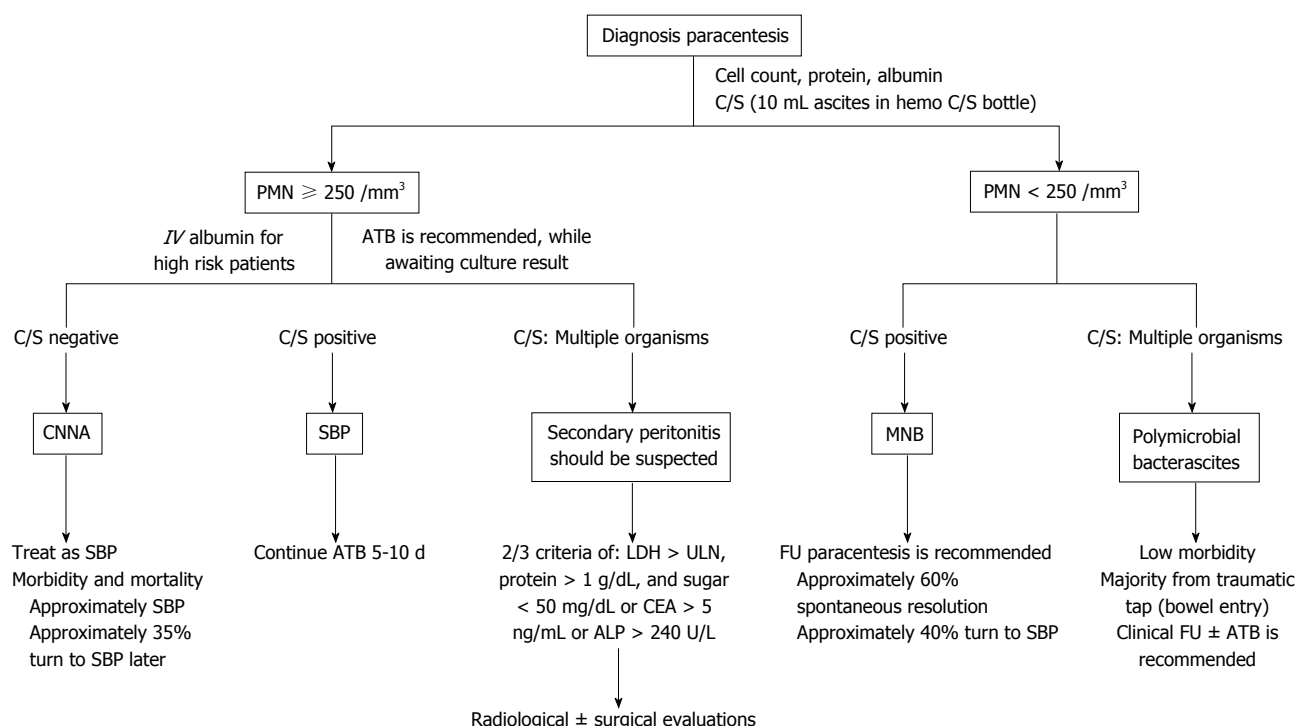 Diagnosis paracentesis
Cell count, protein, albumin
C/S (10 mL ascites in hemo C/S bottle)
PMN ⩾ 250 /mm³
PMN < 250 /mm³
IV albumin for
high risk patients
ATB is recommended, while
awaiting culture result
C/S negative
C/S positive
C/S: Multiple organisms
C/S positive
C/S: Multiple organisms
CNNA
SBP
Secondary peritonitis
should be suspected
MNB
Polymicrobial
bacterascites
Treat as SBP
Morbidity and mortality
Approximately SBP
Approximately 35%
turn to SBP later
Continue ATB 5-10 d
2/3 criteria of: LDH > ULN,
protein > 1 g/dL, and sugar
< 50 mg/dL or CEA > 5
ng/mL or ALP > 240 U/L
FU paracentesis is recommended
Approximately 60%
spontaneous resolution
Approximately 40% turn to SBP
Low morbidity
Majority from traumatic
tap (bowel entry)
Clinical FU ± ATB is
recommended
Radiological ± surgical evaluations